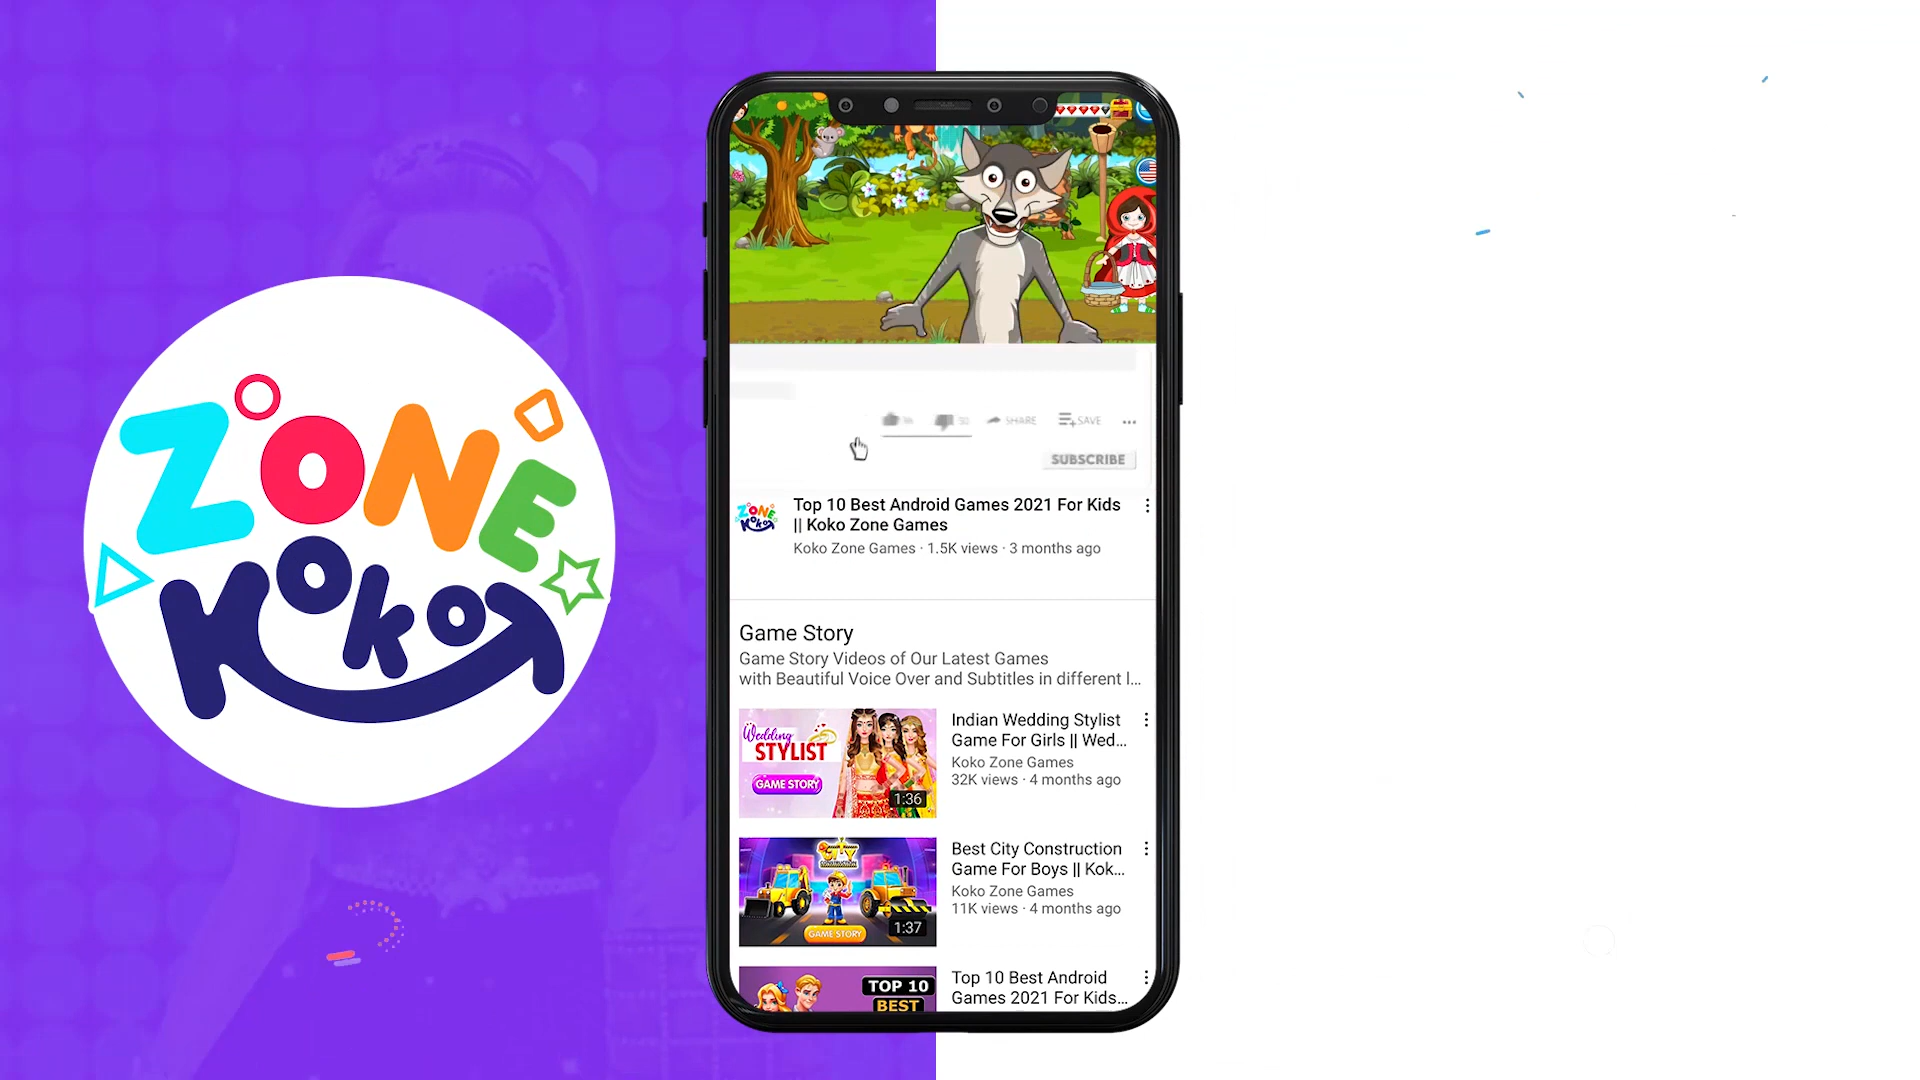 ZONE
Koko
SHARE
SAVE
SUBSCRIBE
ZONE
Koko
Top 10 Best Android Games 2021 For Kids
|| Koko Zone Games
Koko Zone Games · 1.5K views · 3 months ago
Game Story
Game Story Videos of Our Latest Games
with Beautiful Voice Over and Subtitles in different l...
Wedding
STYLIST
GAME STORY
1:36
Indian Wedding Stylist
Game For Girls || Wed...
Koko Zone Games
32K views · 4 months ago
CITY
CONSTRUCTION
GAME STORY
1:37
Best City Construction
Game For Boys || Kok...
Koko Zone Games
11K views · 4 months ago
TOP 10
BEST
Top 10 Best Android
Games 2021 For Kids...